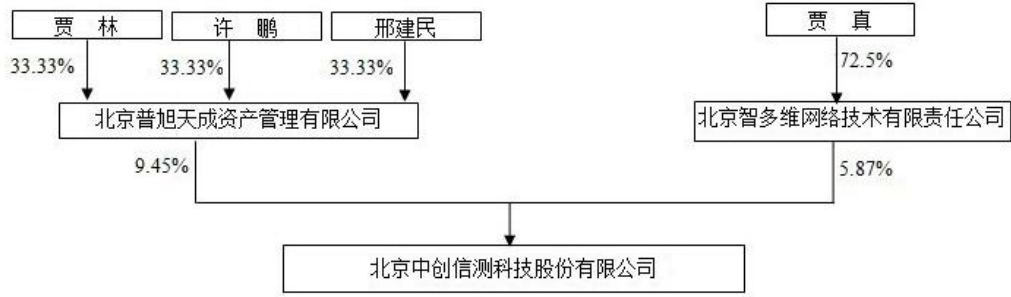 贾 林
许 鹏
邢建民
贾 真
33.33%
33.33%
33.33%
72.5%
北京普旭天成资产管理有限公司
北京智多维网络技术有限责任公司
9.45%
5.87%
北京中创信测科技股份有限公司